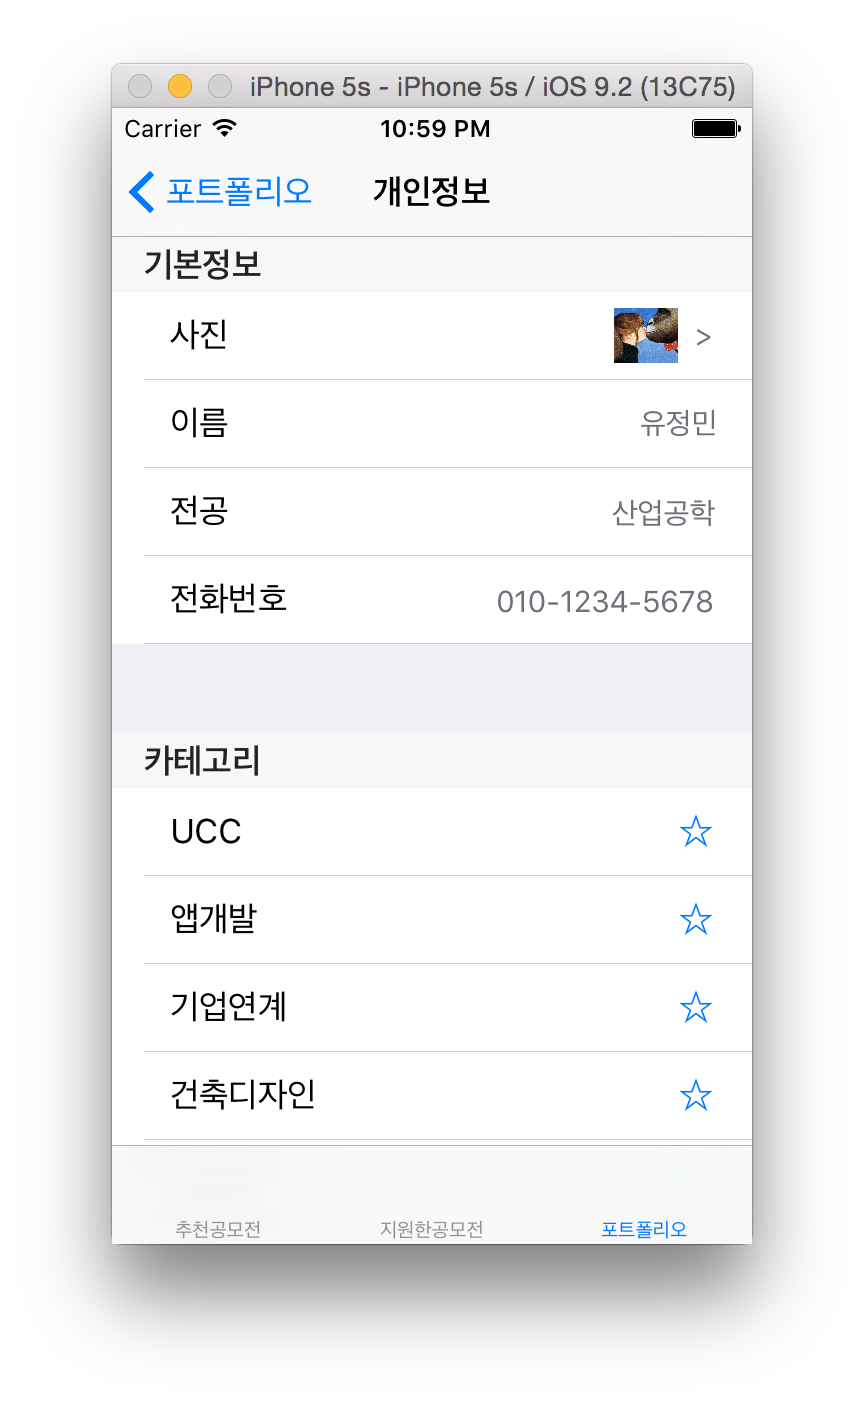 iPhone 5s - iPhone 5s / iOS 9.2 (13C75)
Carrier 10:59 PM
포트폴리오 개인정보
기본정보
사진 >
이름 유정민
전공 산업공학
전화번호 010-1234-5678
카테고리
UCC ☆
앱개발 ☆
기업연계 ☆
건축디자인 ☆
추천공모전 지원한공모전 포트폴리오